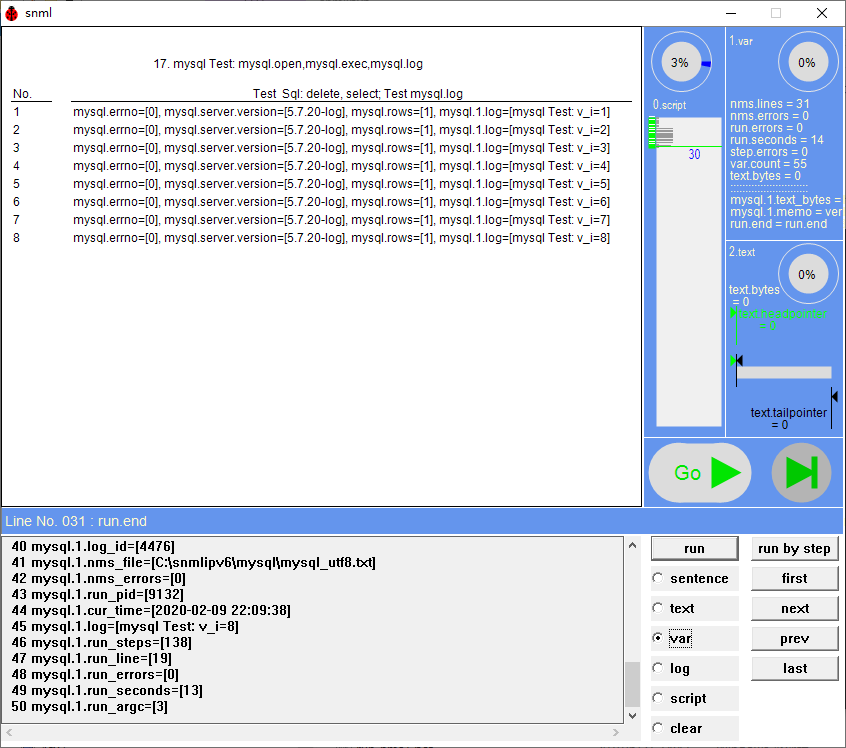 snml
17. mysql Test: mysql.open,mysql.exec,mysql.log
No. Test Sql: delete, select; Test mysql.log
1 mysql.errno=[0], mysql.server.version=[5.7.20-log], mysql.rows=[1], mysql.1.log=[mysql Test: v_i=1]
2 mysql.errno=[0], mysql.server.version=[5.7.20-log], mysql.rows=[1], mysql.1.log=[mysql Test: v_i=2]
3 mysql.errno=[0], mysql.server.version=[5.7.20-log], mysql.rows=[1], mysql.1.log=[mysql Test: v_i=3]
4 mysql.errno=[0], mysql.server.version=[5.7.20-log], mysql.rows=[1], mysql.1.log=[mysql Test: v_i=4]
5 mysql.errno=[0], mysql.server.version=[5.7.20-log], mysql.rows=[1], mysql.1.log=[mysql Test: v_i=5]
6 mysql.errno=[0], mysql.server.version=[5.7.20-log], mysql.rows=[1], mysql.1.log=[mysql Test: v_i=6]
7 mysql.errno=[0], mysql.server.version=[5.7.20-log], mysql.rows=[1], mysql.1.log=[mysql Test: v_i=7]
8 mysql.errno=[0], mysql.server.version=[5.7.20-log], mysql.rows=[1], mysql.1.log=[mysql Test: v_i=8]
3%
0.script
30
1.var
0%
nms.lines = 31
nms.errors = 0
run.errors = 0
run.seconds = 14
step.errors = 0
var.count = 55
text.bytes = 0
mysql.1.text_bytes =
mysql.1.memo = ver
run.end = run.end
2.text
0%
text.bytes
= 0
text.headpointer
= 0
text.tailpointer
= 0
Go
Line No. 031 : run.end
40 mysql.1.log_id=[4476]
41 mysql.1.nms_file=[C:\snmlipv6\mysql\mysql_utf8.txt]
42 mysql.1.nms_errors=[0]
43 mysql.1.run_pid=[9132]
44 mysql.1.cur_time=[2020-02-09 22:09:38]
45 mysql.1.log=[mysql Test: v_i=8]
46 mysql.1.run_steps=[138]
47 mysql.1.run_line=[19]
48 mysql.1.run_errors=[0]
49 mysql.1.run_seconds=[13]
50 mysql.1.run_argc=[3]
run
sentence
text
var
log
script
clear
run by step
first
next
prev
last